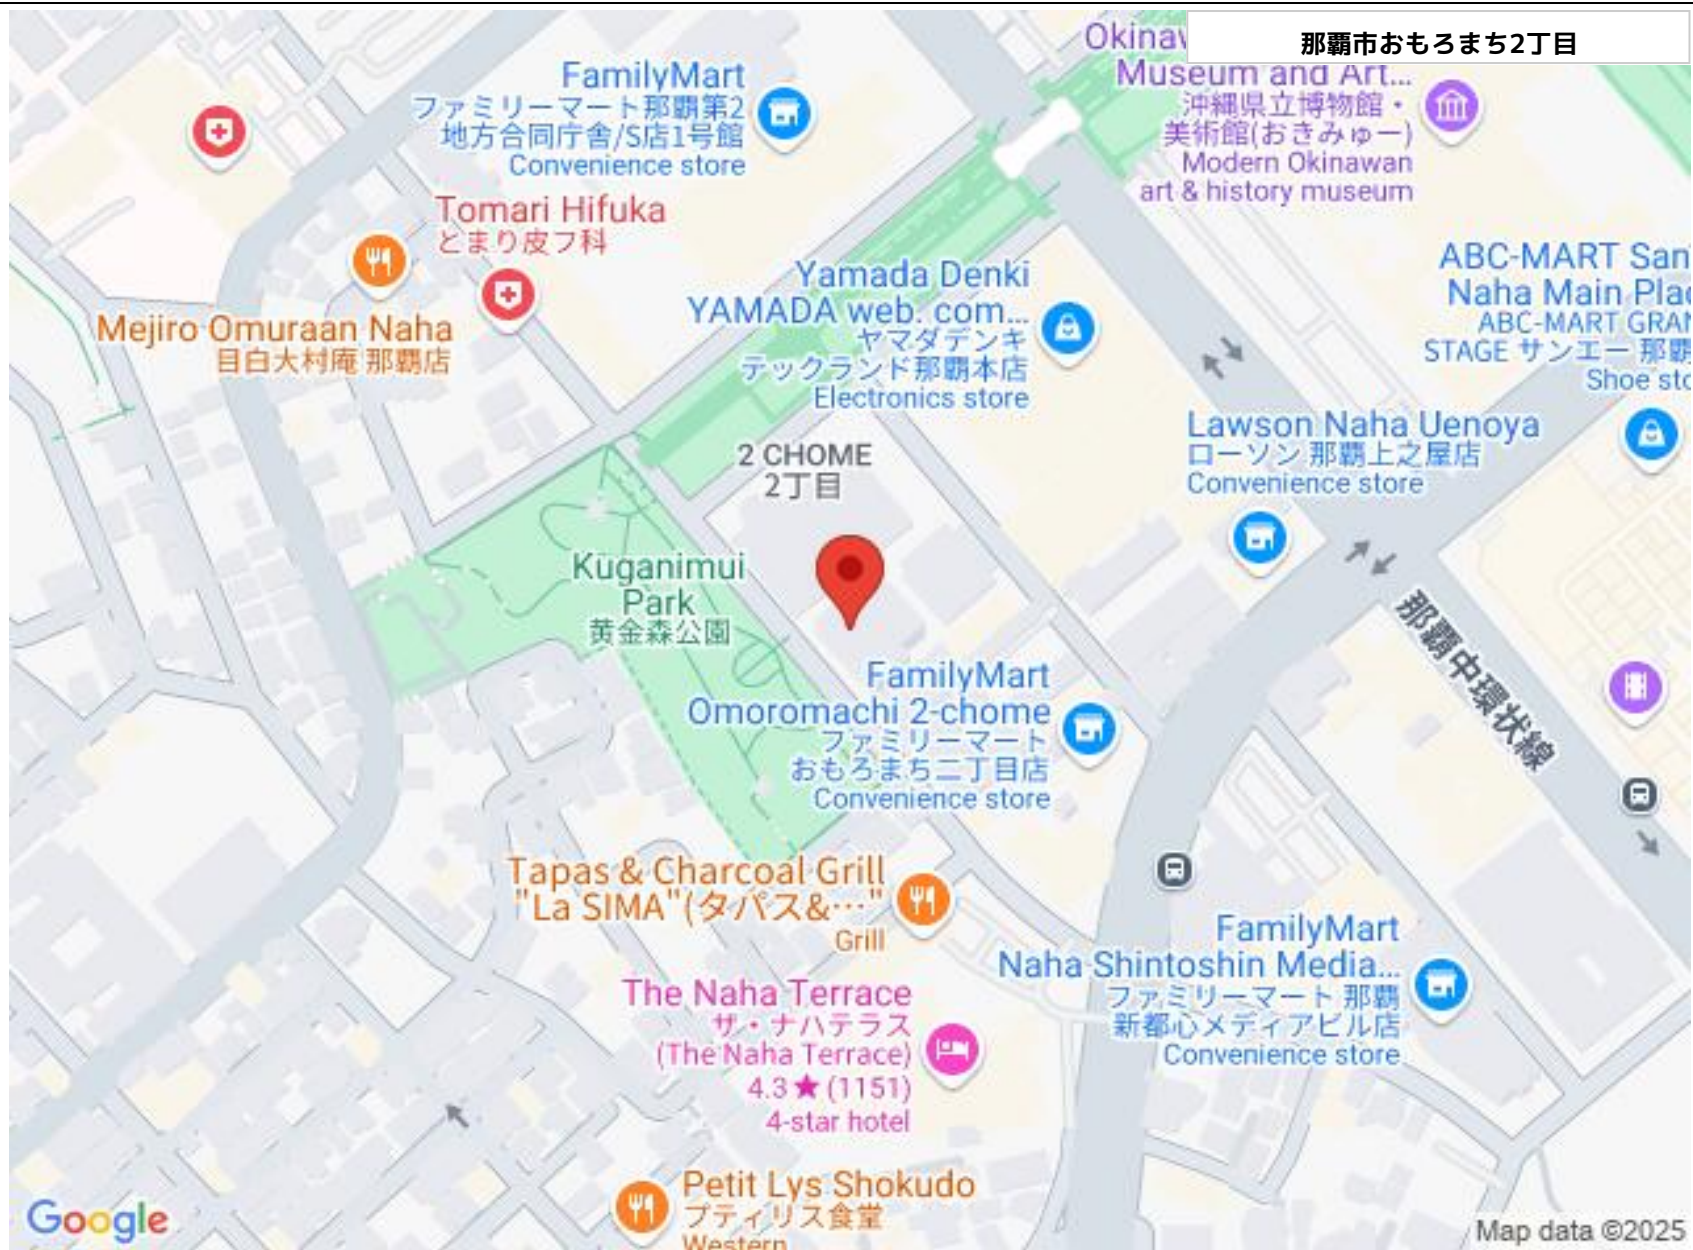 那覇市おもろまち2丁目
Okinaw
Museum and Art...
沖縄県立博物館・
美術館(おきみゅー)
Modern Okinawan
art & history museum
FamilyMart
ファミリーマート那覇第2
地方合同庁舎/S店1号館
Convenience store
Tomari Hifuka
とまり皮フ科
Mejiro Omuraan Naha
目白大村庵 那覇店
Yamada Denki
YAMADA web. com...
ヤマダデンキ
テックランド那覇本店
Electronics store
ABC-MART San
Naha Main Plac
ABC-MART GRAN
STAGE サンエー 那覇
Shoe sto
Lawson Naha Uenoya
ローソン 那覇上之屋店
Convenience store
2 CHOME
2丁目
Kuganimui
Park
黄金森公園
那覇中環状線
FamilyMart
Omoromachi 2-chome
ファミリーマート
おもろまち二丁目店
Convenience store
Tapas & Charcoal Grill
"La SIMA"(タパス&…"
Grill
FamilyMart
Naha Shintoshin Media...
ファミリーマート 那覇
新都心メディアビル店
Convenience store
The Naha Terrace
ザ・ナハテラス
(The Naha Terrace)
4.3★(1151)
4-star hotel
Petit Lys Shokudo
プティリス食堂
Western
Google
Map data ©2025